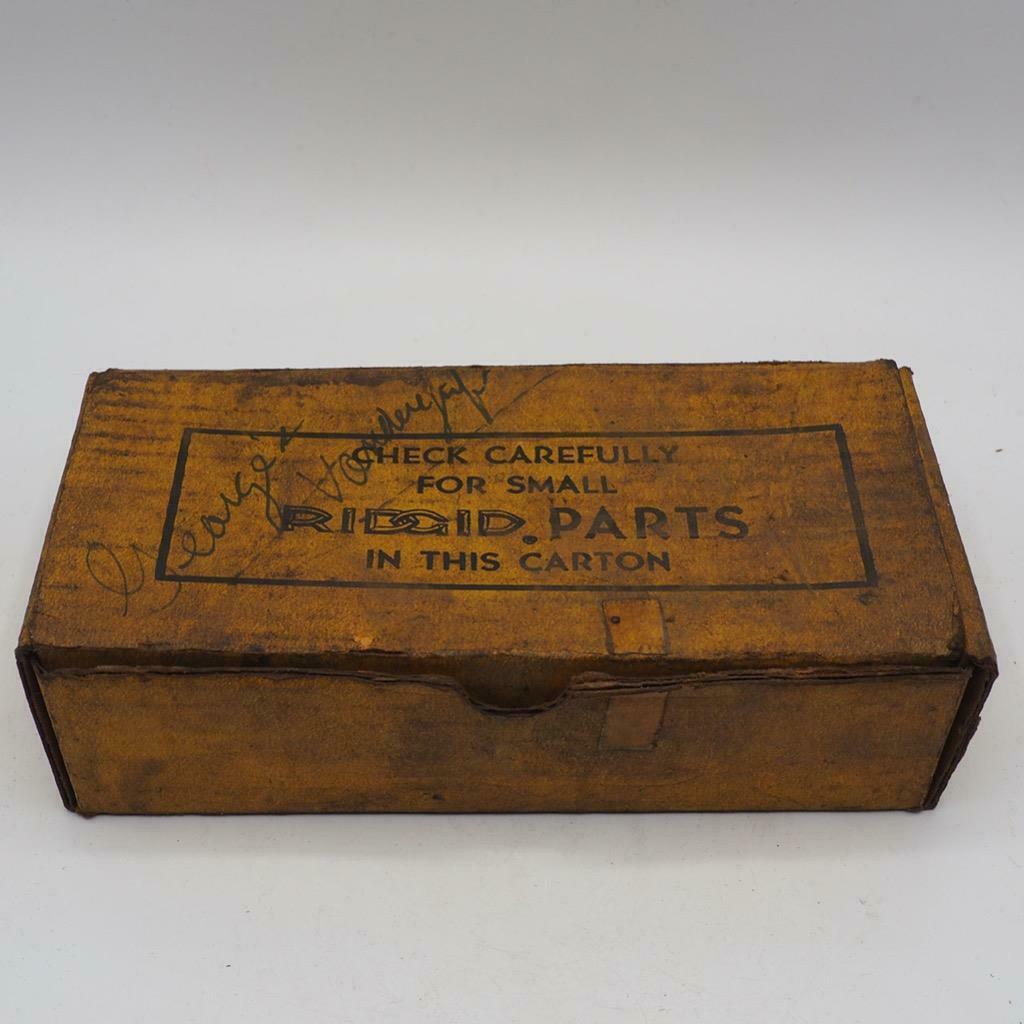 CHECK CAREFULLY
FOR SMALL
RIDGID. PARTS
IN THIS CARTON